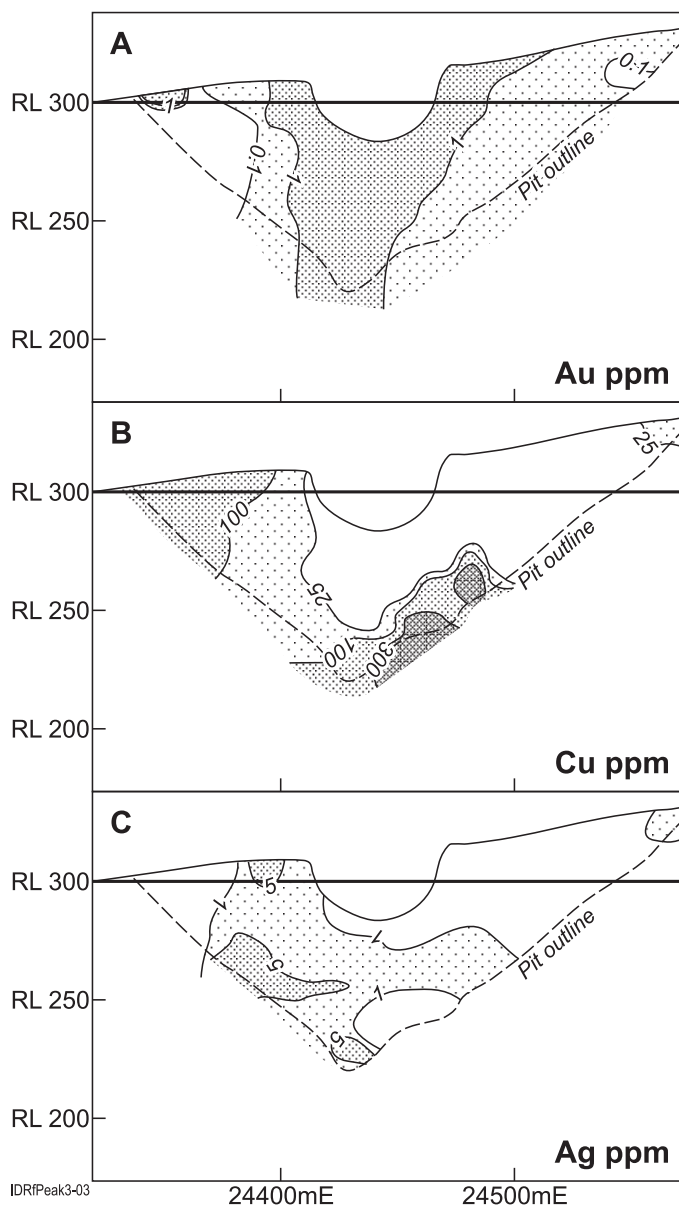 A
RL 300
1
0·1
1
1
0·1
Pit outline
RL 250
RL 200
Au ppm
B
25
RL 300
100
25
Pit outline
RL 250
100
300
RL 200
Cu ppm
C
5
RL 300
1
1
5
Pit outline
RL 250
1
5
RL 200
Ag ppm
IDRfPeak3-03
24400mE 24500mE